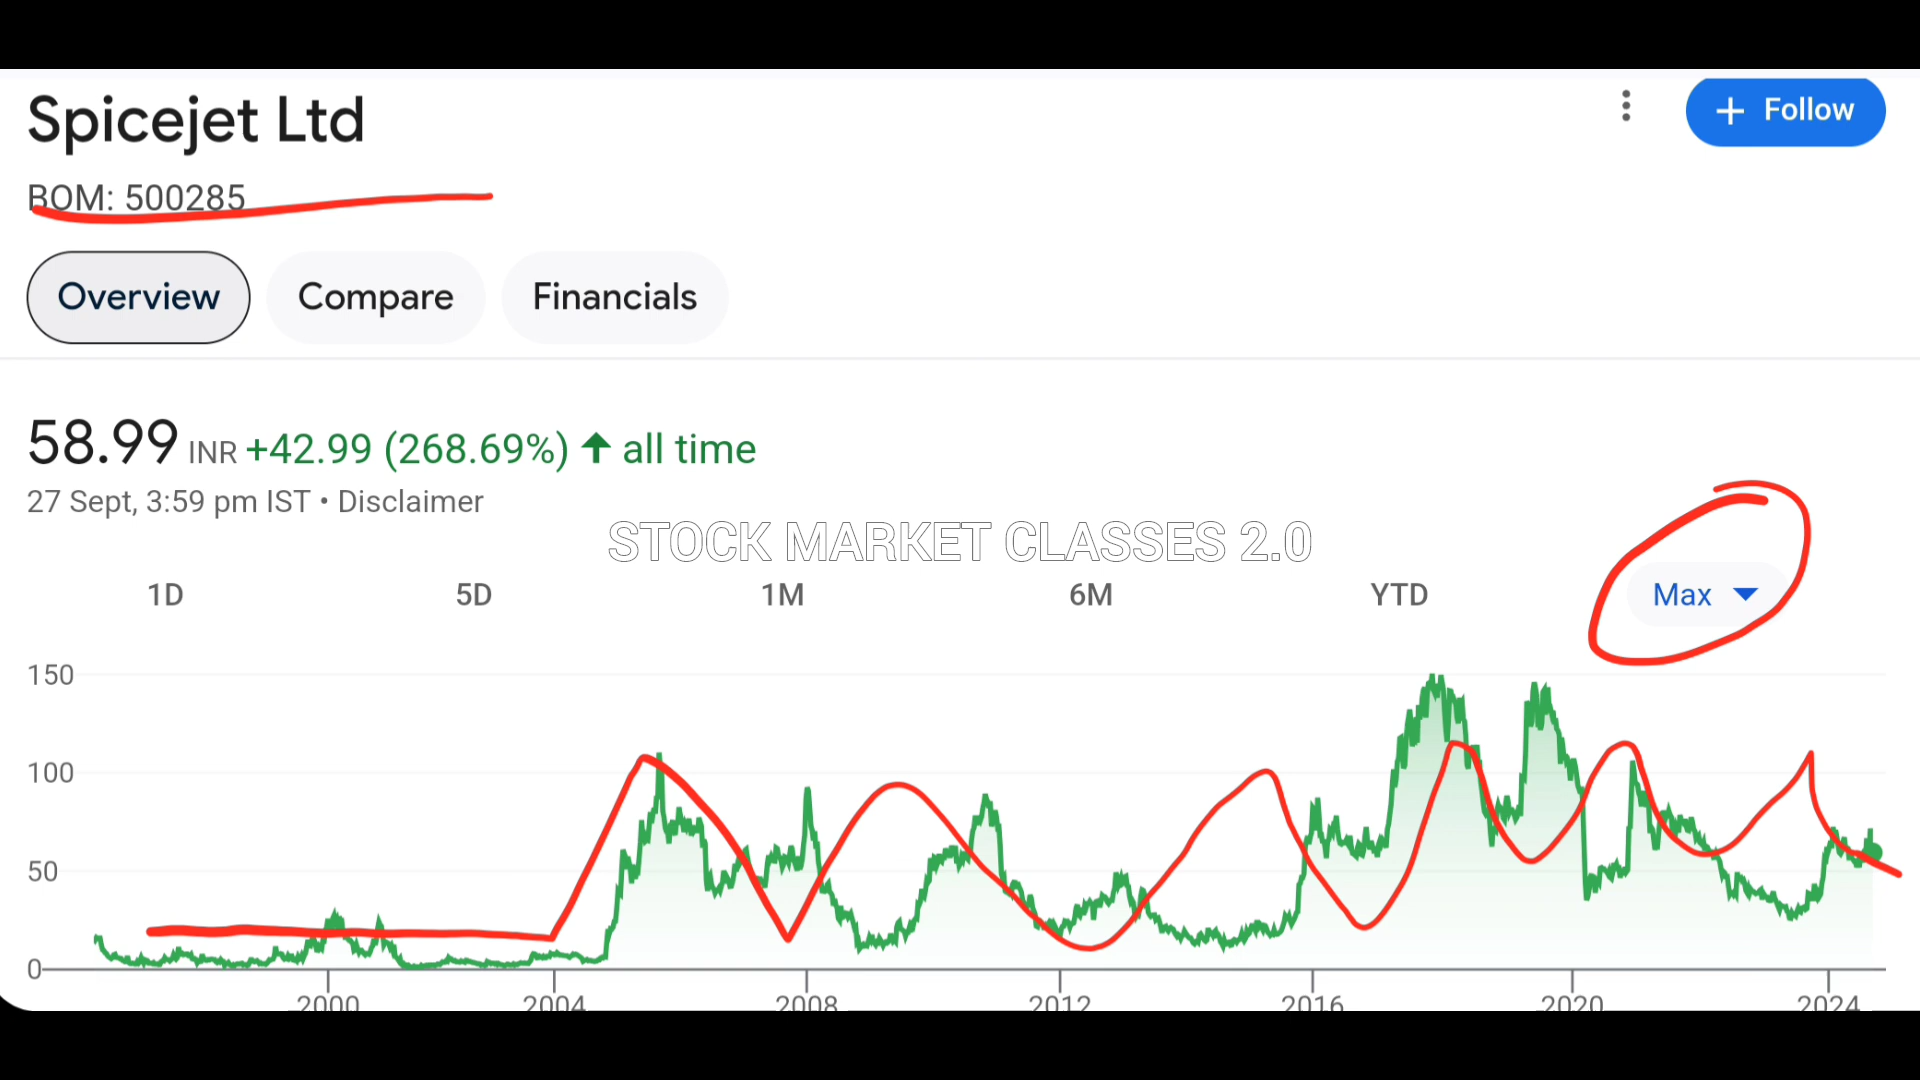 Spicejet Ltd
+ Follow
BOM: 500285
Overview Compare Financials
58.99 INR +42.99 (268.69%) ↑ all time
27 Sept, 3:59 pm IST • Disclaimer
STOCK MARKET CLASSES 2.0
1D 5D 1M 6M YTD Max
150
100
50
0
2000 2004 2008 2012 2016 2020 2024